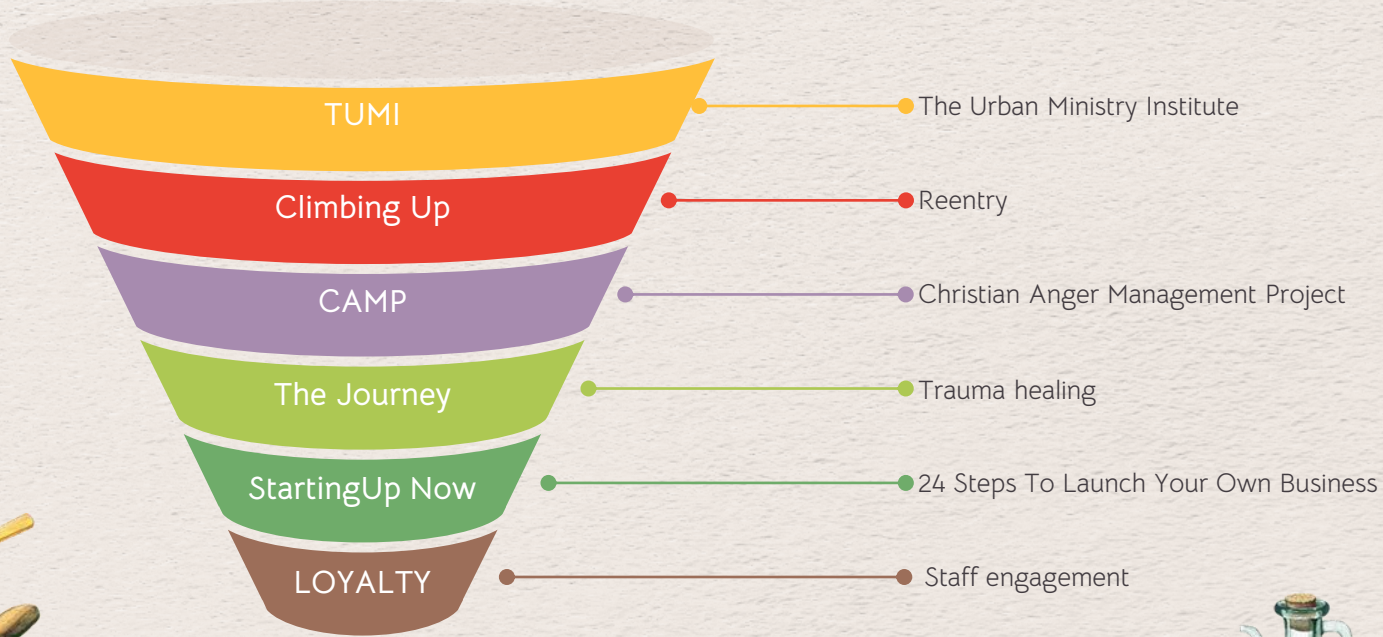 TUMI
The Urban Ministry Institute
Climbing Up
Reentry
CAMP
Christian Anger Management Project
The Journey
Trauma healing
StartingUp Now
24 Steps To Launch Your Own Business
LOYALTY
Staff engagement